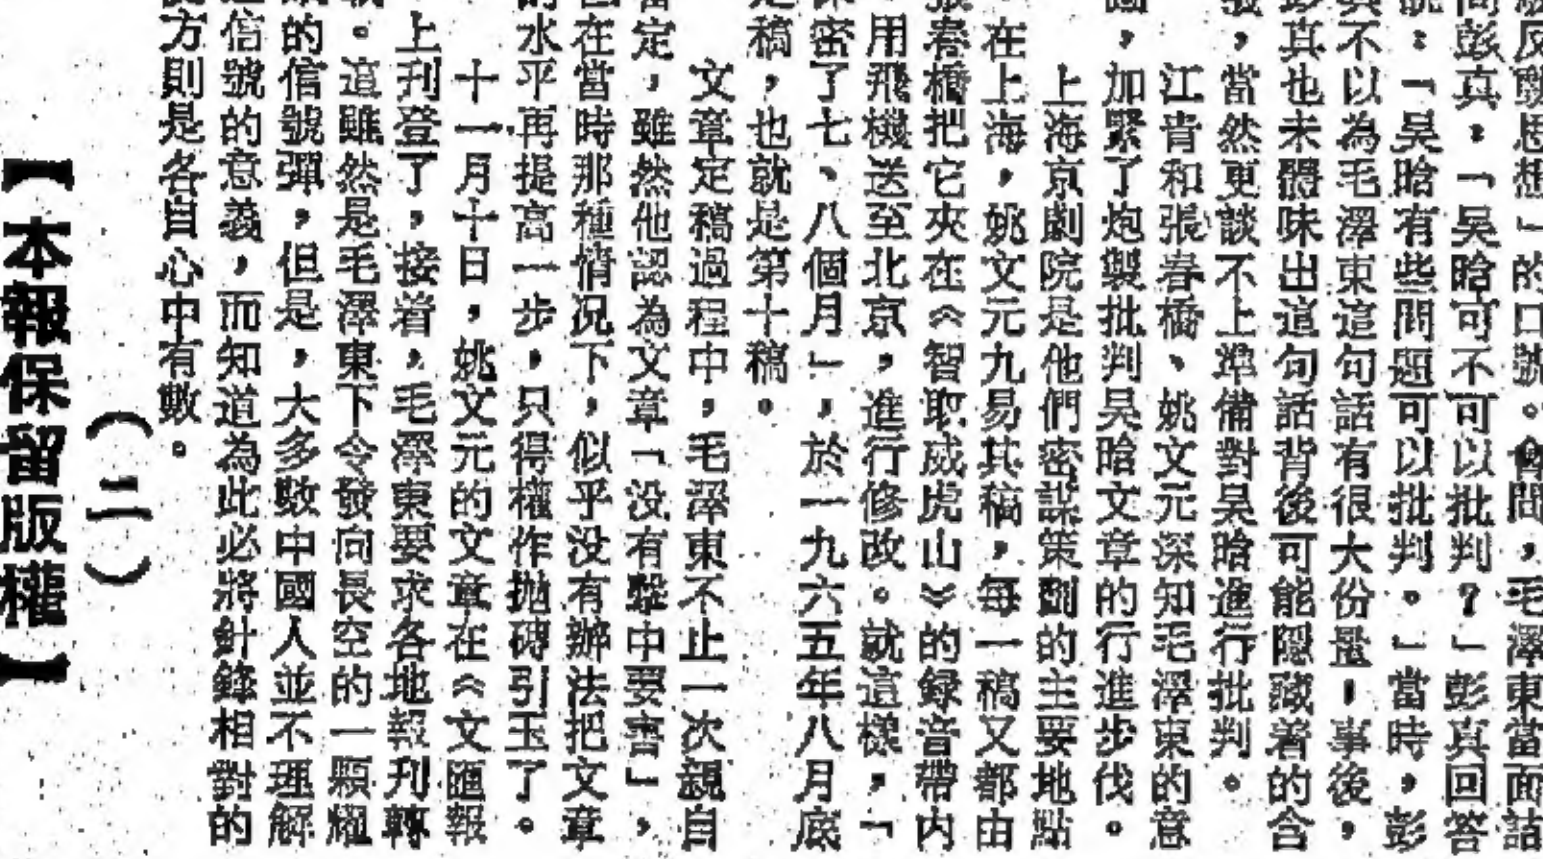 反對思想」的口號。會間，毛澤東當面詰
問彭真：「吳晗可不可以批判？」彭真回答
說：「吳晗有些問題可以批判。」當時，彭
真不以為毛澤東這句話有很大份量，事後，
彭真也未體味出這句話背後可能隱藏着的含
，當然更談不上準備對吳晗進行批判。
江青和張春橋、姚文元深知毛澤東的意
圖，加緊了炮製批判吳晗文章的行進步伐。
上海京劇院是他們密謀策劃的主要地點
。在上海，姚文元九易其稿，每一稿又都由
張春橋把它夾在《智取威虎山》的録音帶内
，用飛機送至北京，進行修改。就這樣，「
保密了七、八個月」，於一九六五年八月底
定稿，也就是第十稿。
文章定稿過程中，毛澤東不止一次親自
審定，雖然他認為文章「没有擊中要害」，
但在當時那種情况下，似乎没有辦法把文章
的水平再提高一步，只得權作拋磚引玉了。
十一月十日，姚文元的文章在《文匯報
》上刊登了，接着，毛澤東要求各地報刊轉
載。這雖然是毛澤東下令發向長空的一顆耀
眼的信號彈，但是，大多數中國人並不理解
這信號的意義，而知道為此必將針鋒相對的
雙方則是各自心中有數。
（二）
【本報保留版權】